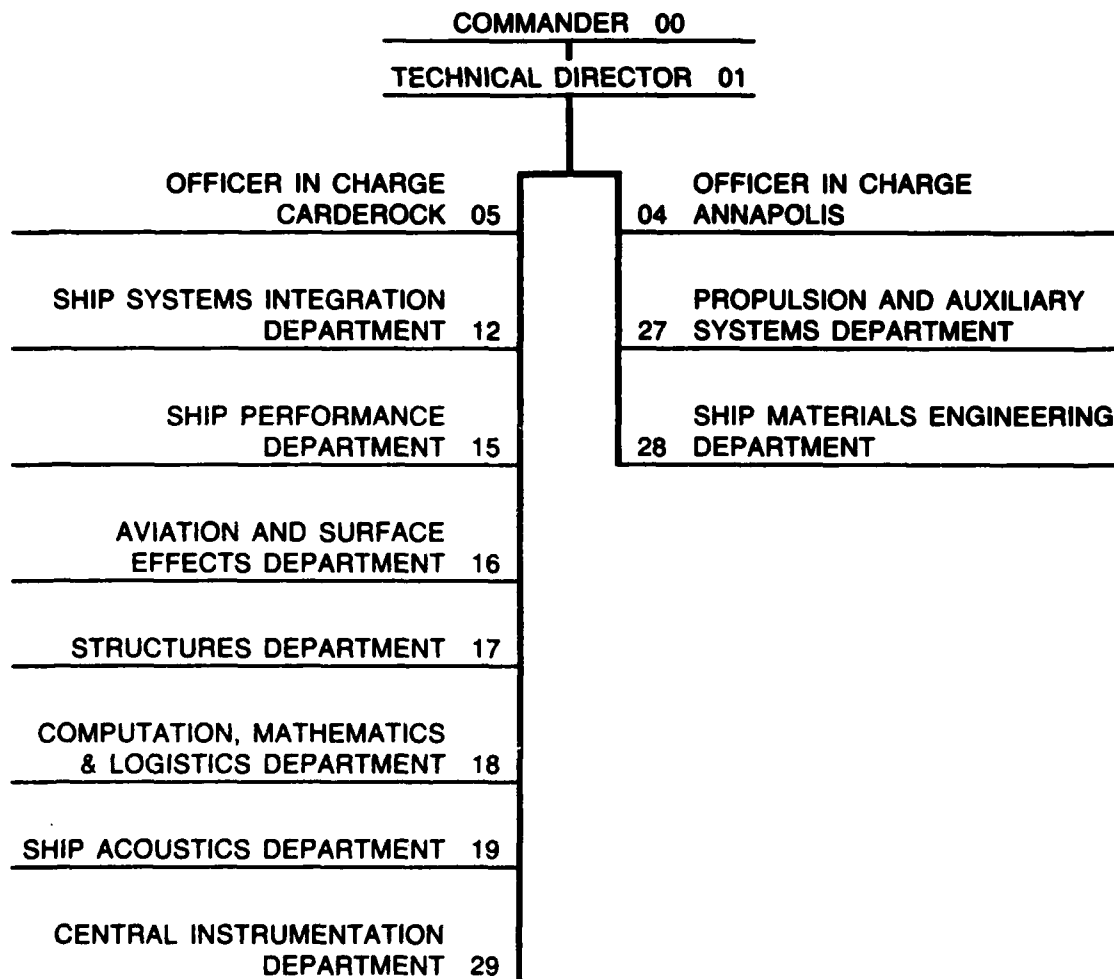 COMMANDER 00
TECHNICAL DIRECTOR 01
OFFICER IN CHARGE
CARDEROCK 05
OFFICER IN CHARGE
04 ANNAPOLIS
SHIP SYSTEMS INTEGRATION
DEPARTMENT 12
PROPULSION AND AUXILIARY
27 SYSTEMS DEPARTMENT
SHIP PERFORMANCE
DEPARTMENT 15
SHIP MATERIALS ENGINEERING
28 DEPARTMENT
AVIATION AND SURFACE
EFFECTS DEPARTMENT 16
STRUCTURES DEPARTMENT 17
COMPUTATION, MATHEMATICS
& LOGISTICS DEPARTMENT 18
SHIP ACOUSTICS DEPARTMENT 19
CENTRAL INSTRUMENTATION
DEPARTMENT 29